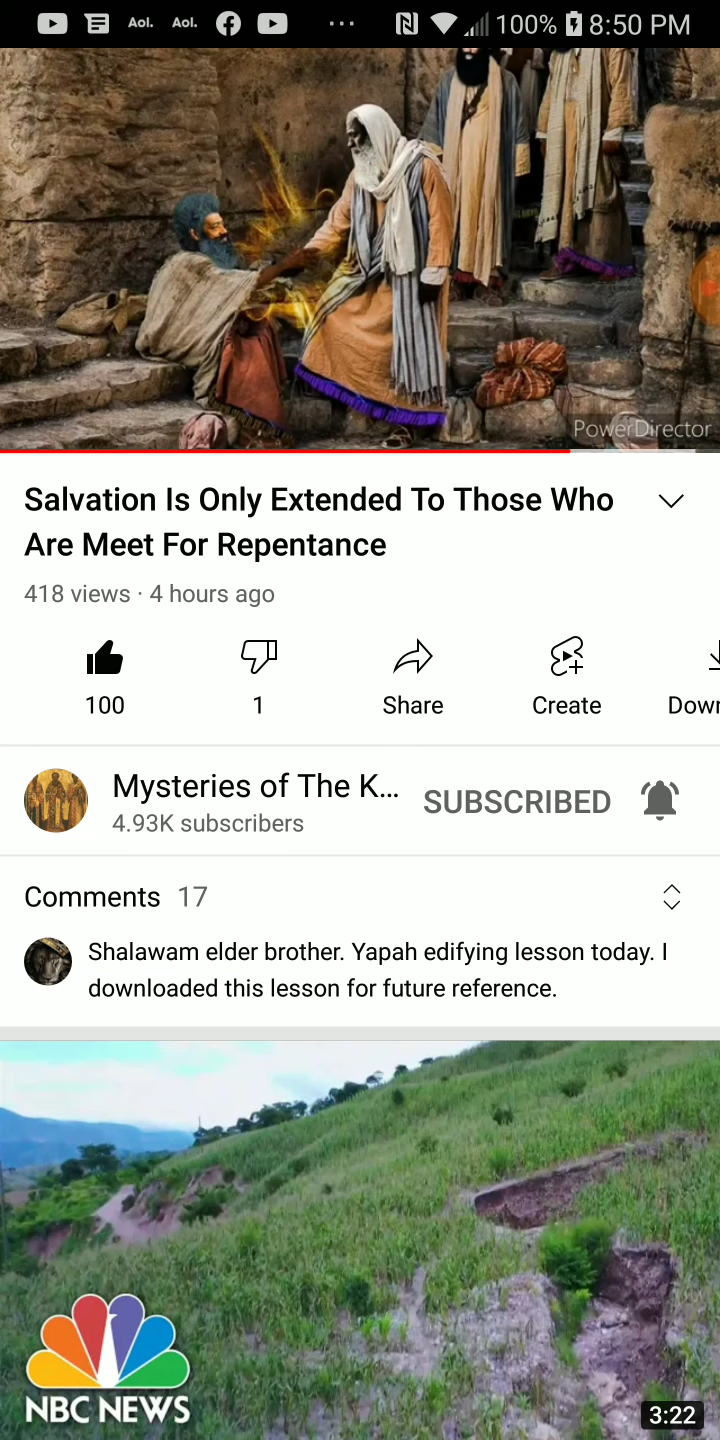 Aol. Aol. ... 100% 8:50 PM
PowerDirector
Salvation Is Only Extended To Those Who
Are Meet For Repentance
418 views · 4 hours ago
100 1 Share Create Down
Mysteries of The K... SUBSCRIBED
4.93K subscribers
Comments 17
Shalawam elder brother. Yapah edifying lesson today. I
downloaded this lesson for future reference.
NBC NEWS
3:22